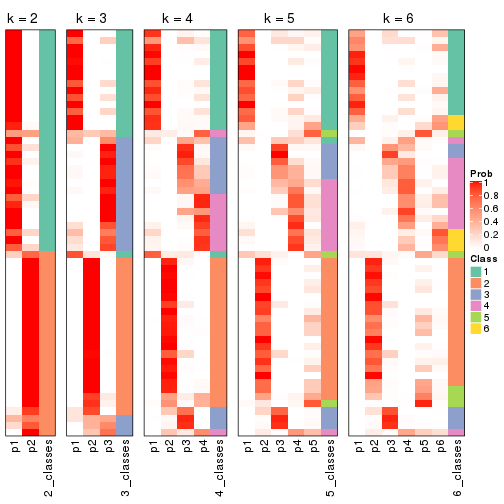 k = 2
k = 3
k = 4
k = 5
k = 6
Prob
1
0.8
0.6
0.4
0.2
0
Class
1
2
3
4
5
6
p1 p2 2_classes
p1 p2 p3 3_classes
p1 p2 p3 p4 4_classes
p1 p2 p3 p4 p5 5_classes
p1 p2 p3 p4 p5 p6 6_classes